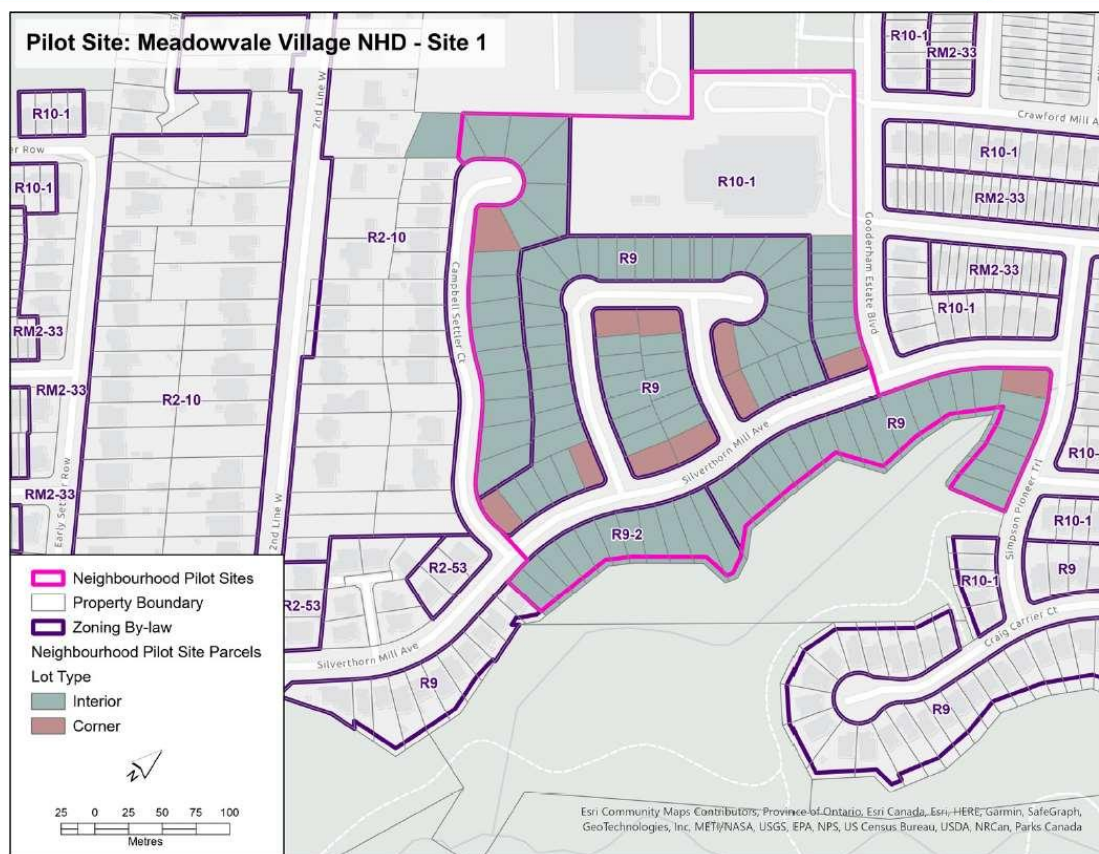 Pilot Site: Meadowvale Village NHD - Site 1
R10-1
RM2-33
R10-1
Crawford Mill A
er Row
2nd Line W
R10-1
R10-1
R10-1
RM2-33
R2-10
R9
Gooderham Estate Blvd
RM2-33
R10-1
Campbell Settler Ct
RM2-33
RM2-33
R2-10
R9
R9
Silverthorn Mill Ave
R10-
RM2-33
Early Settler Row
2nd Line W
R9-2
Simpson Pioneer Trl
R10-1
R2-53
R10-1
R9
R2-53
Craig Carrier Ct
Silverthorn Mill Ave
R9
R9
Neighbourhood Pilot Sites
Property Boundary
Zoning By-law
Neighbourhood Pilot Site Parcels
Lot Type
Interior
Corner
N
25 0 25 50 75 100
Metres
Esri Community Maps Contributors, Province of Ontario, Esri Canada, Esri, HERE, Garmin, SafeGraph,
GeoTechnologies, Inc, METI/NASA, USGS, EPA, NPS, US Census Bureau, USDA, NRCan, Parks Canada